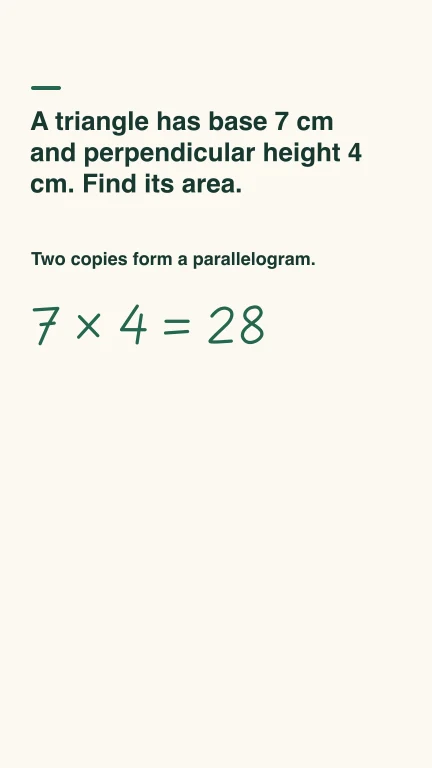 A triangle has base 7 cm
and perpendicular height 4
cm. Find its area.
Two copies form a parallelogram.
7 × 4 = 28